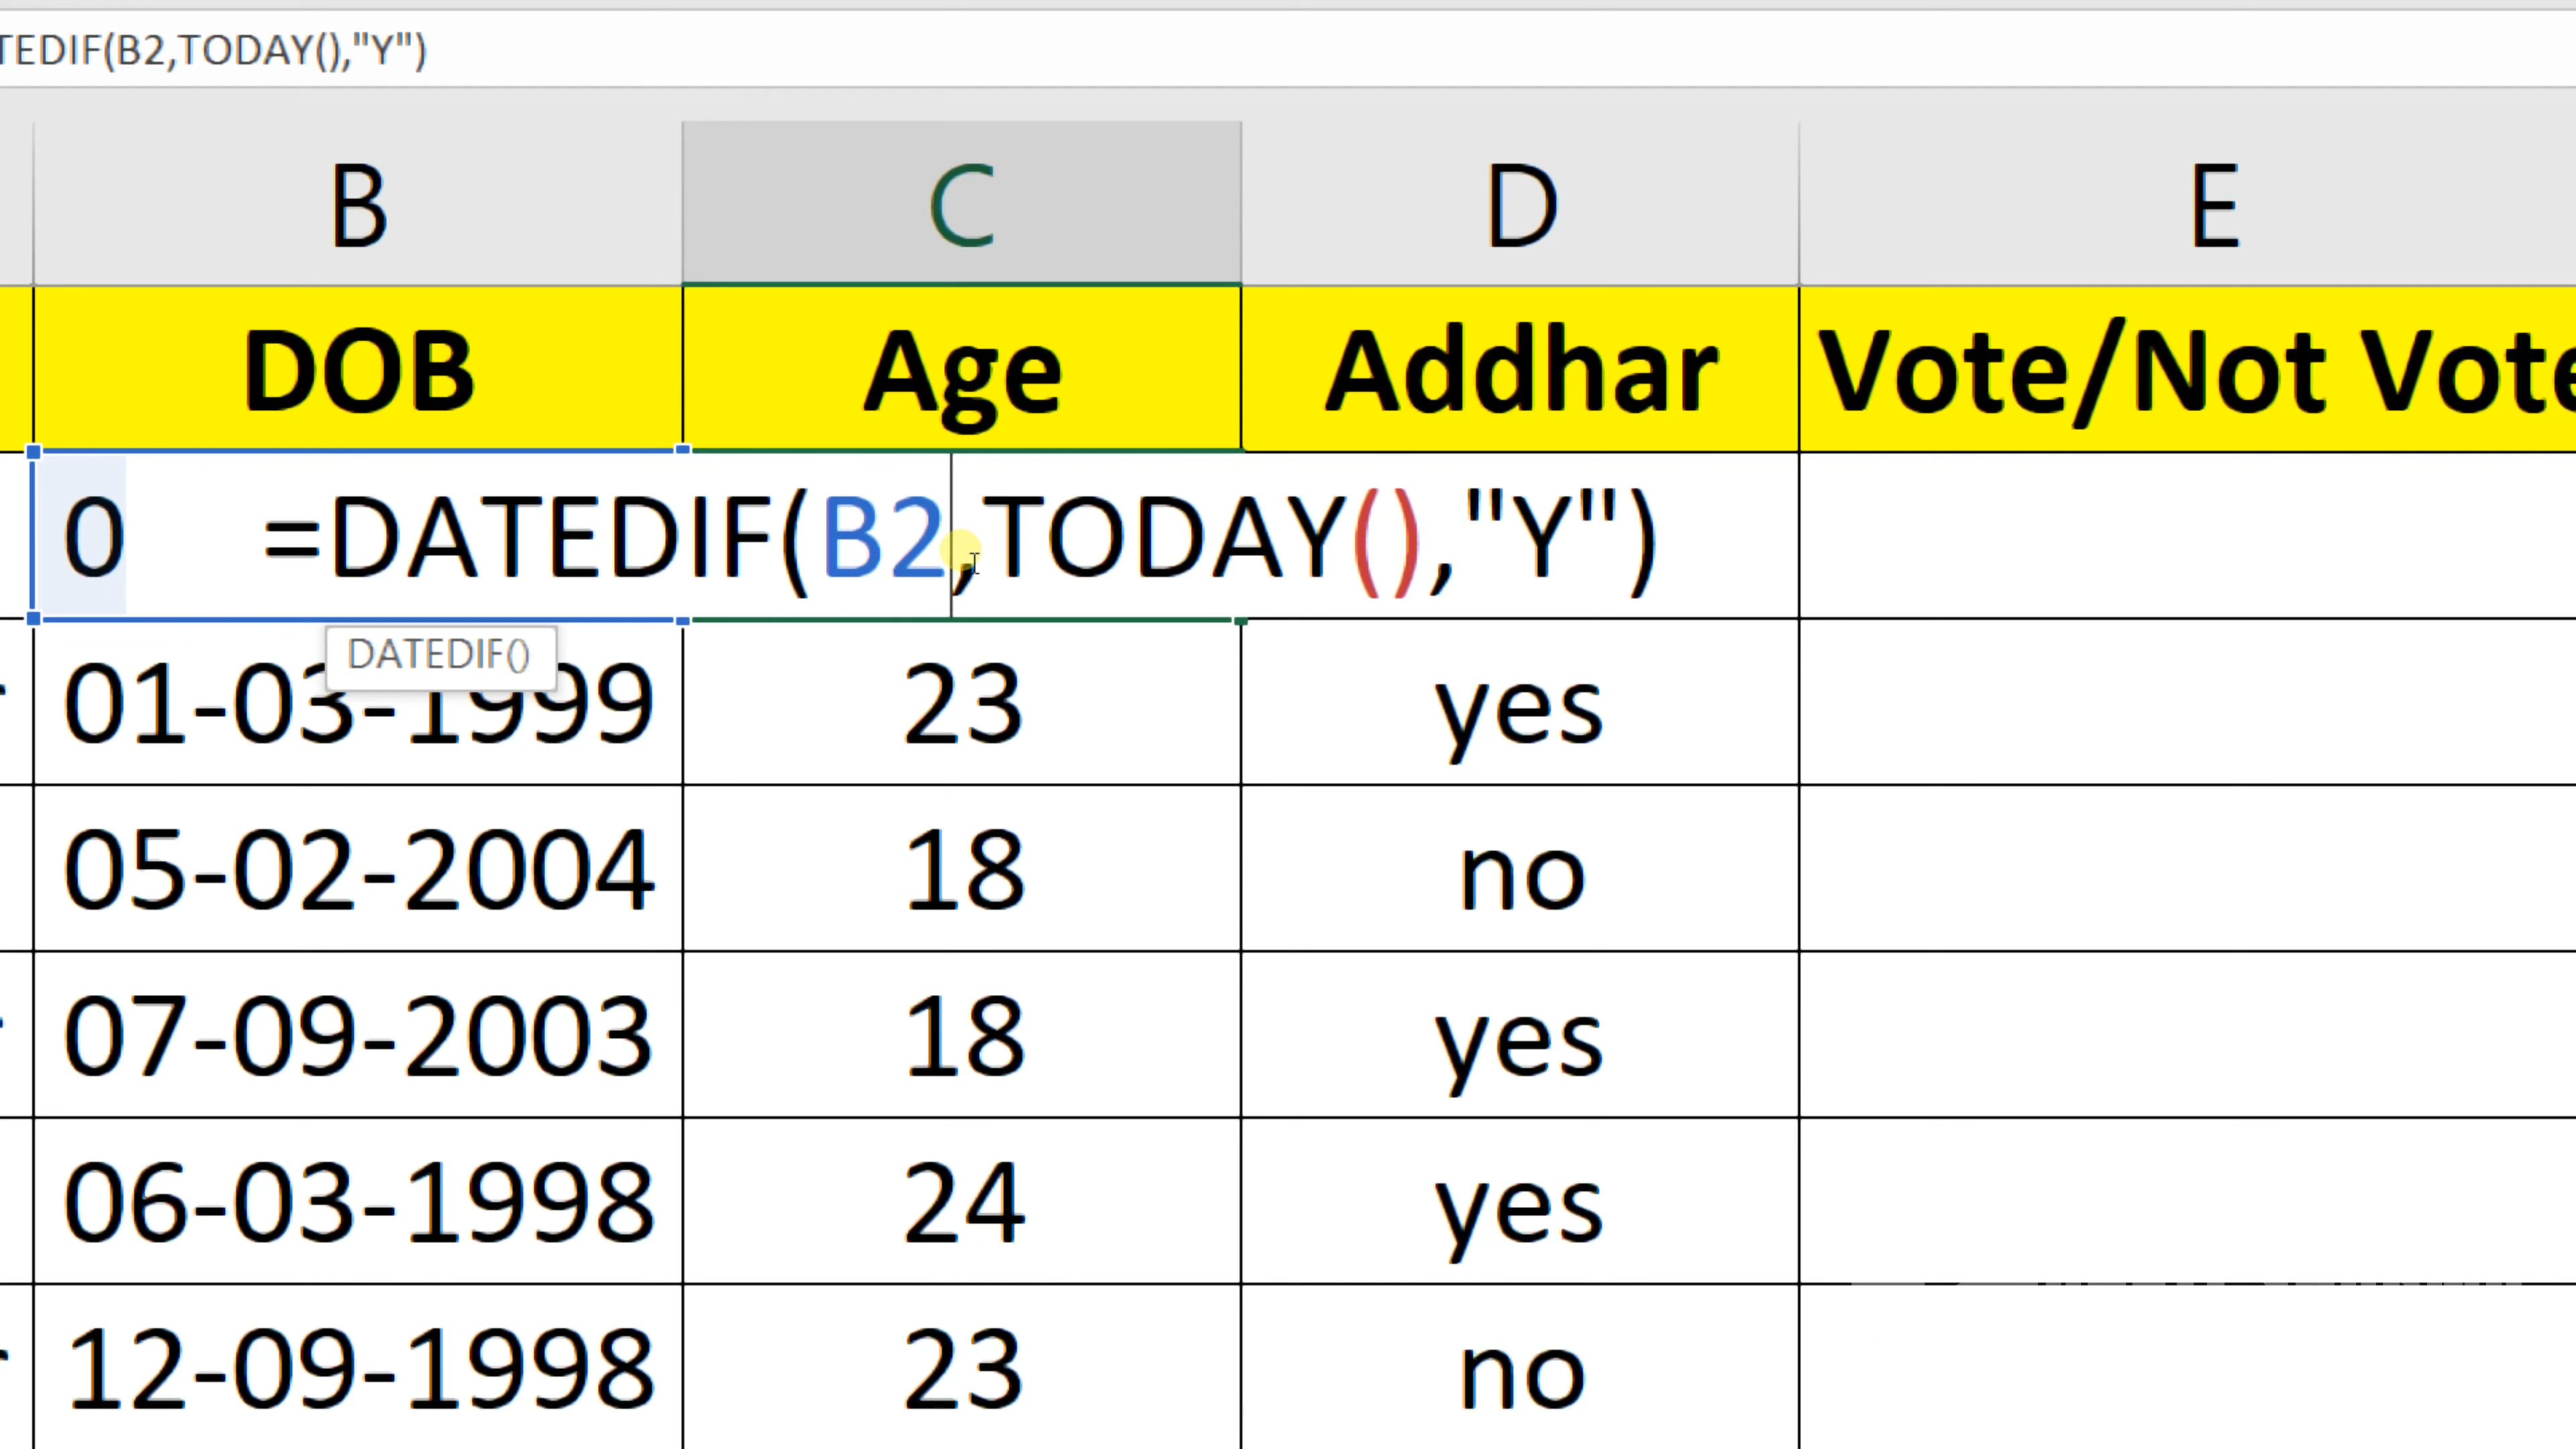 TEDIF(B2,TODAY(),"Y")
B C D E
DOB Age Addhar Vote/Not Vote
0 =DATEDIF(B2,TODAY(),"Y")
DATEDIF()
01-03-1999 23 yes
05-02-2004 18 no
07-09-2003 18 yes
06-03-1998 24 yes
12-09-1998 23 no